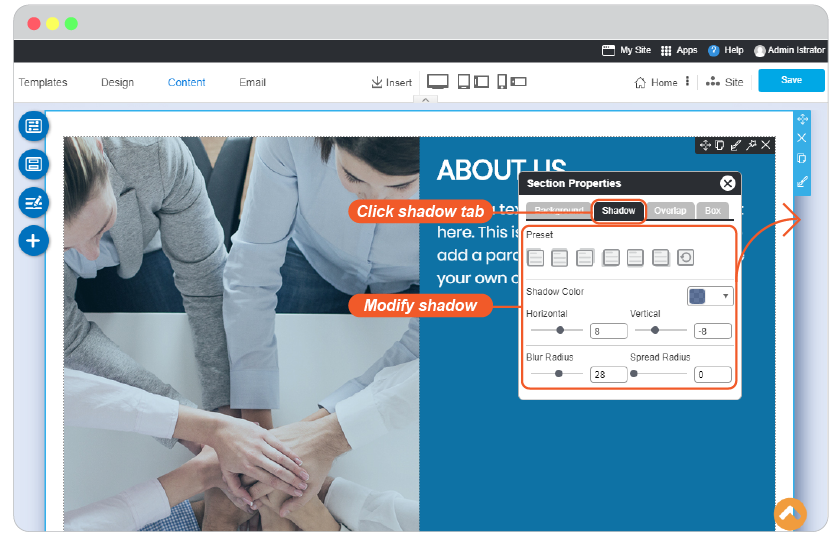 My Site Apps ? Help Admin Istrator
Templates Design Content Email Insert Home Site Save
ABOUT US
Section Properties
Click shadow tab
Background Shadow Overlap Box
Preset
here. This is
add a para
your own c
Modify shadow
Shadow Color
Horizontal Vertical
8 -8
Blur Radius Spread Radius
28 0